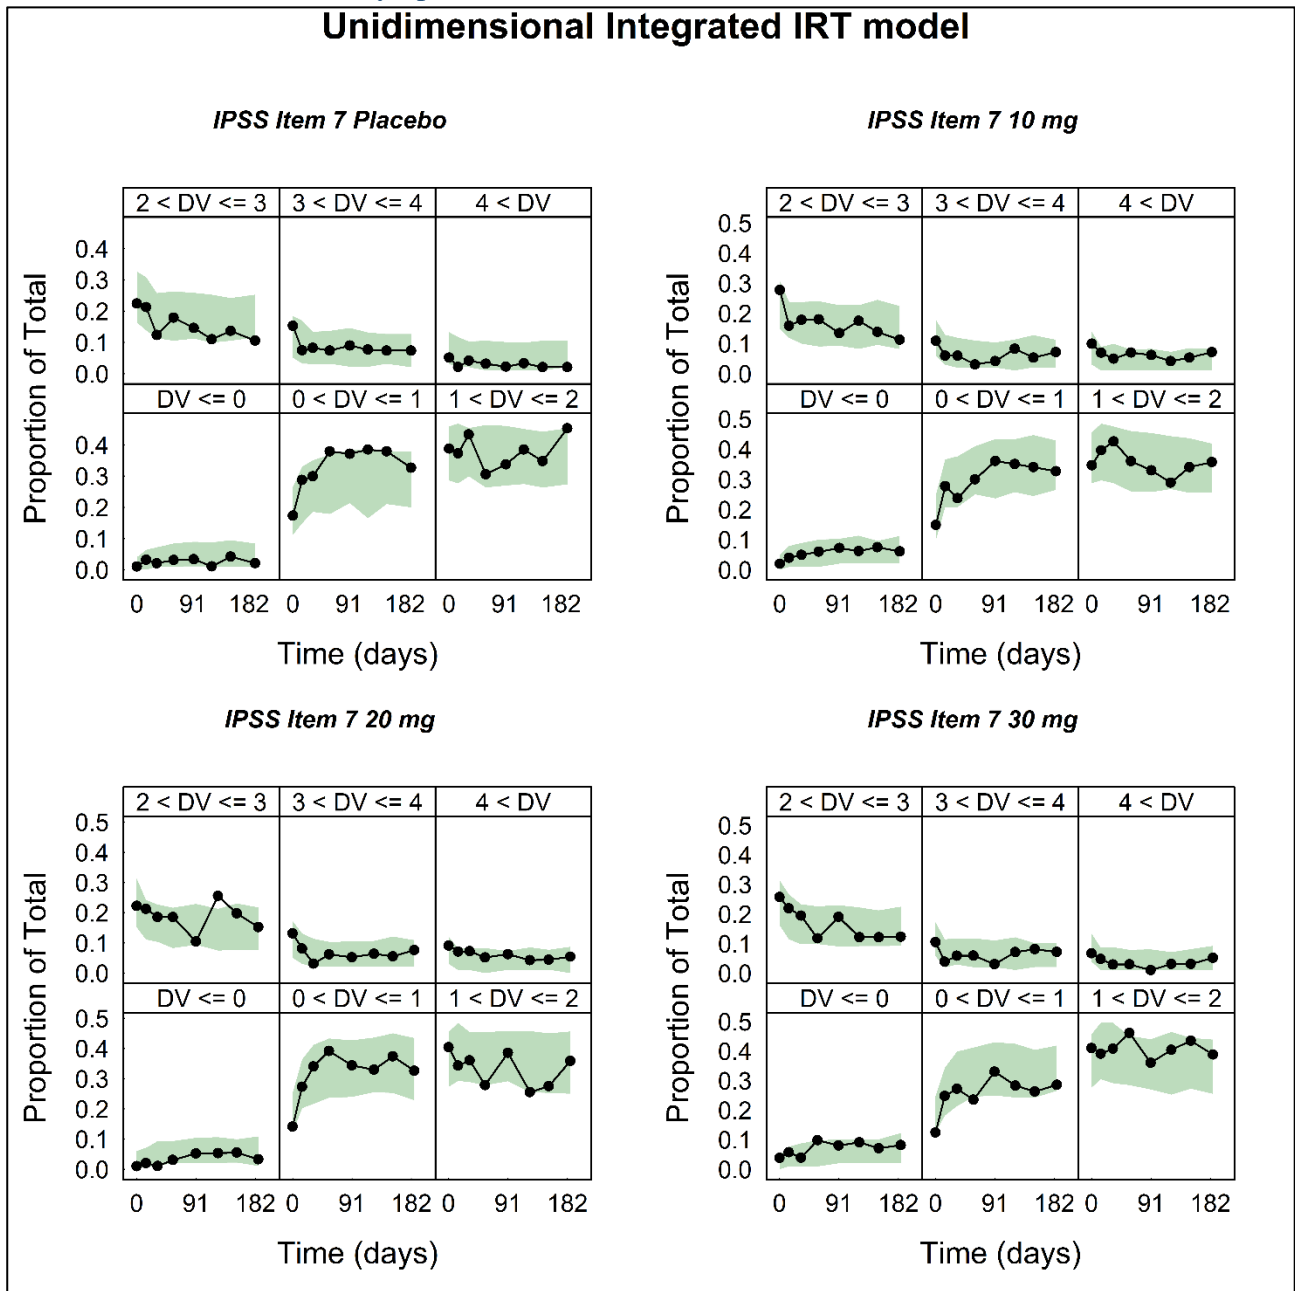 Unidimensional Integrated IRT model
IPSS Item 7 Placebo
2 < DV <= 3 3 < DV <= 4 4 < DV
0.4
0.3
0.2
0.1
0.0
DV <= 0 0 < DV <= 1 1 < DV <= 2
0.4
0.3
0.2
0.1
0.0
Proportion of Total
Proportion of Total
0 91 0 91 182 0 91 182
Time (days)
IPSS Item 7 10 mg
2 < DV <= 3 3 < DV <= 4 4 < DV
0.5
0.4
0.3
0.2
0.1
0.0
DV <= 0 0 < DV <= 1 1 < DV <= 2
0.5
0.4
0.3
0.2
0.1
0.0
Proportion of Total
0 91 182 0 91 182 0 91 182
Time (days)
IPSS Item 7 20 mg
2 < DV <= 3 3 < DV <= 4 4 < DV
0.5
0.4
0.3
0.2
0.1
0.0
DV <= 0 0 < DV <= 1 1 < DV <= 2
0.5
0.4
0.3
0.2
0.1
0.0
Proportion of Total
0 91 182 0 91 182 0 91 182
Time (days)
IPSS Item 7 30 mg
2 < DV <= 3 3 < DV <= 4 4 < DV
0.5
0.4
0.3
0.2
0.1
0.0
DV <= 0 0 < DV <= 1 1 < DV <= 2
0.5
0.4
0.3
0.2
0.1
0.0
Proportion of Total
0 91 182 0 91 182 0 91 182
Time (days)